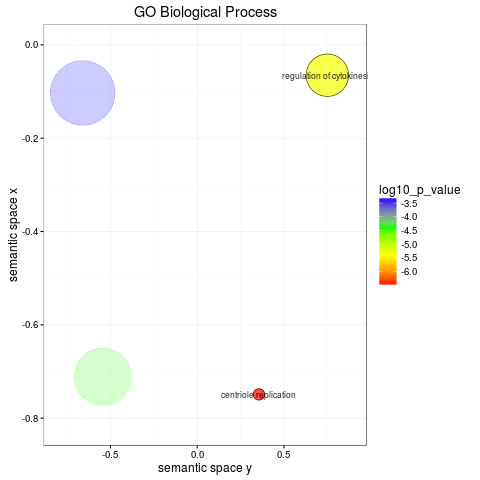 GO Biological Process
0.0
-0.2
-0.4
-0.6
-0.8
semantic space x
regulation of cytokinesis
centriole replication
-0.5
0.0
0.5
semantic space y
log10_p_value
-3.5
-4.0
-4.5
-5.0
-5.5
-6.0